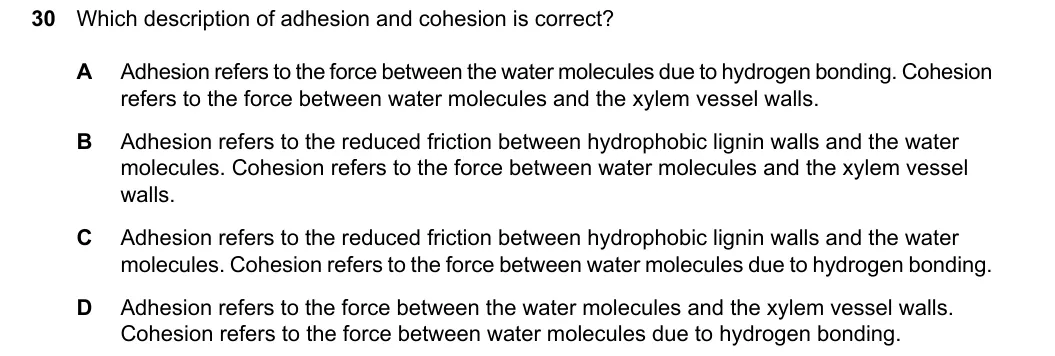 30 Which description of adhesion and cohesion is correct?
A Adhesion refers to the force between the water molecules due to hydrogen bonding. Cohesion
refers to the force between water molecules and the xylem vessel walls.
B Adhesion refers to the reduced friction between hydrophobic lignin walls and the water
molecules. Cohesion refers to the force between water molecules and the xylem vessel
walls.
C Adhesion refers to the reduced friction between hydrophobic lignin walls and the water
molecules. Cohesion refers to the force between water molecules due to hydrogen bonding.
D Adhesion refers to the force between the water molecules and the xylem vessel walls.
Cohesion refers to the force between water molecules due to hydrogen bonding.